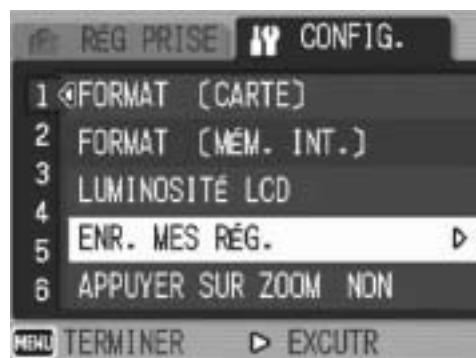 RÉG PRISE CONFIG.
1 FORMAT [CARTE]
2 FORMAT [MÉM. INT.]
3 LUMINOSITÉ LCD
4
5 ENR. MES RÉG.
6 APPUYER SUR ZOOM NON
MENU TERMINER EXCUTR